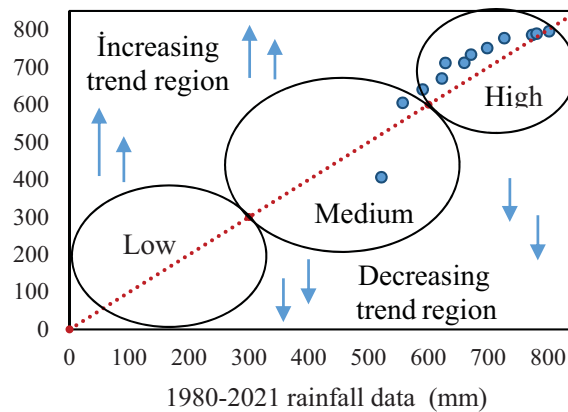 800
700
600
500
400
300
200
100
0
İncreasing
trend region
High
Medium
Low
Decreasing
trend region
0 100 200 300 400 500 600 700 800
1980-2021 rainfall data (mm)